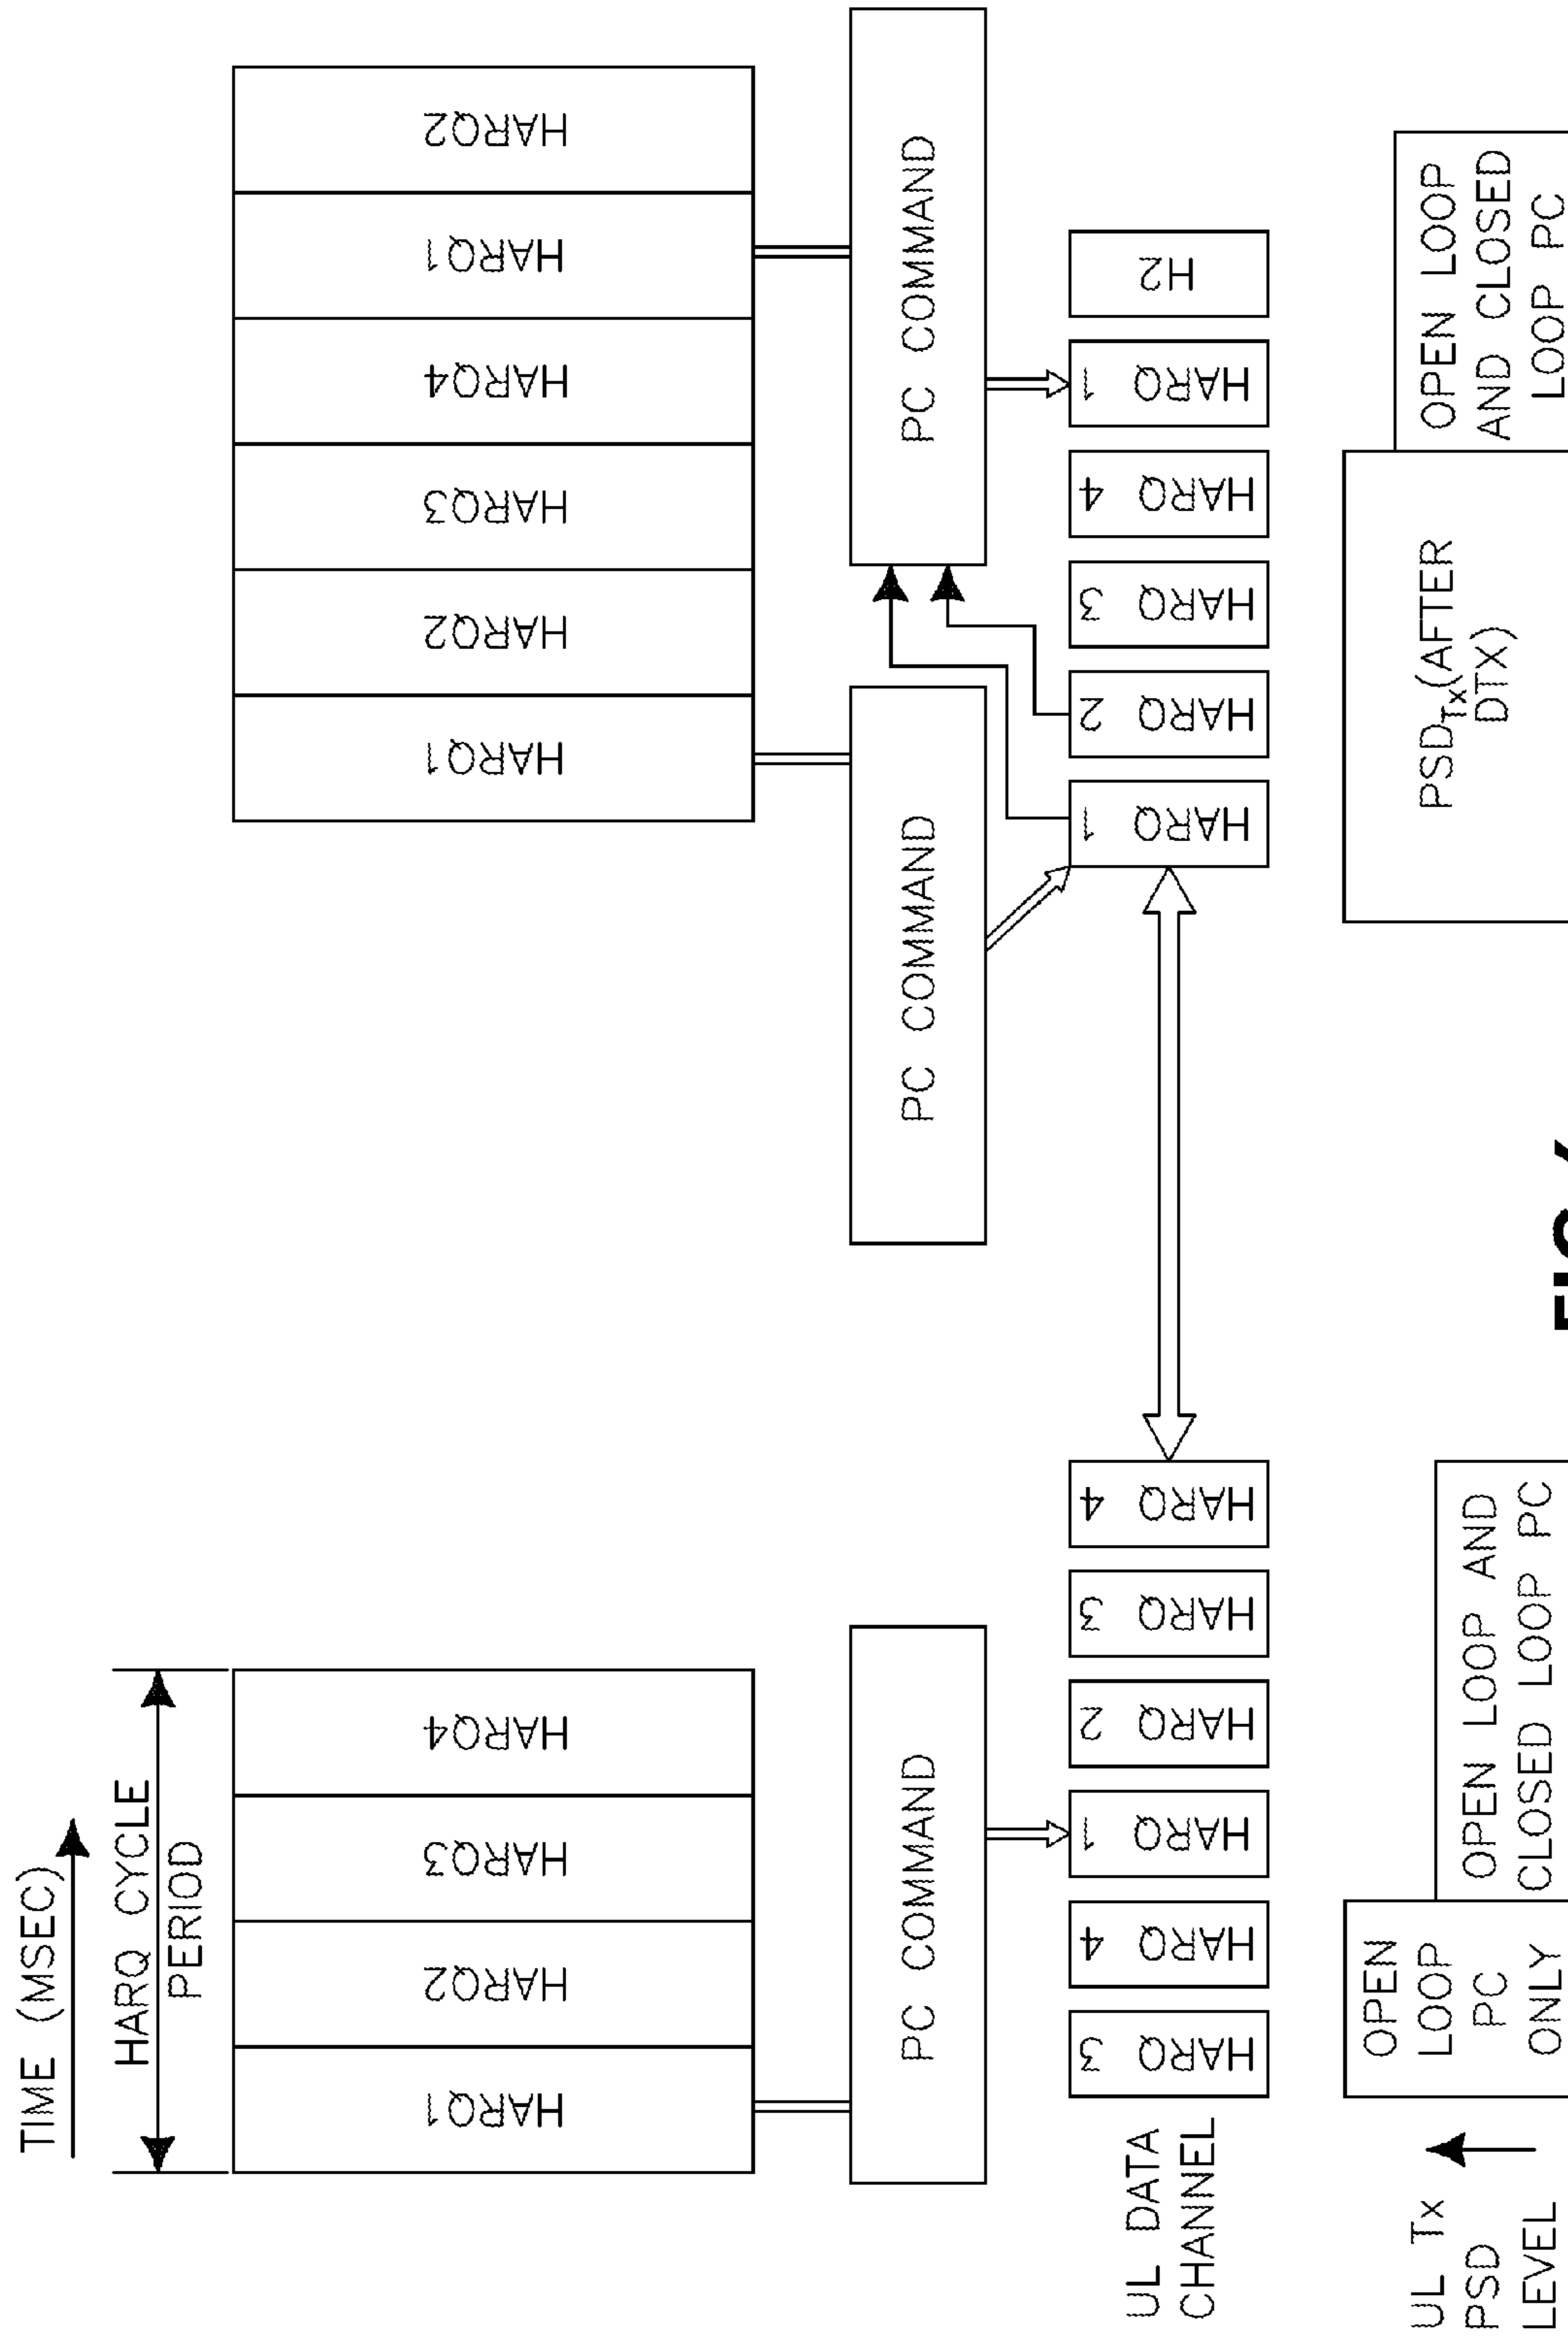 TIME (MSEC)
HARQ CYCLE
PERIOD
HARQ1
HARQ2
HARQ3
HARQ4
HARQ1
HARQ2
HARQ3
HARQ4
HARQ1
HARQ2
PC COMMAND
PC COMMAND
PC COMMAND
UL DATA
CHANNEL
HARQ 3
HARQ 4
HARQ 1
HARQ 2
HARQ 3
HARQ 4
HARQ 1
HARQ 2
HARQ 3
HARQ 4
HARQ 1
H2
UL Tx
PSD
LEVEL
OPEN
LOOP
PC
ONLY
OPEN LOOP AND
CLOSED LOOP PC
PSDTx(AFTER
DTX)
OPEN LOOP
AND CLOSED
LOOP PC